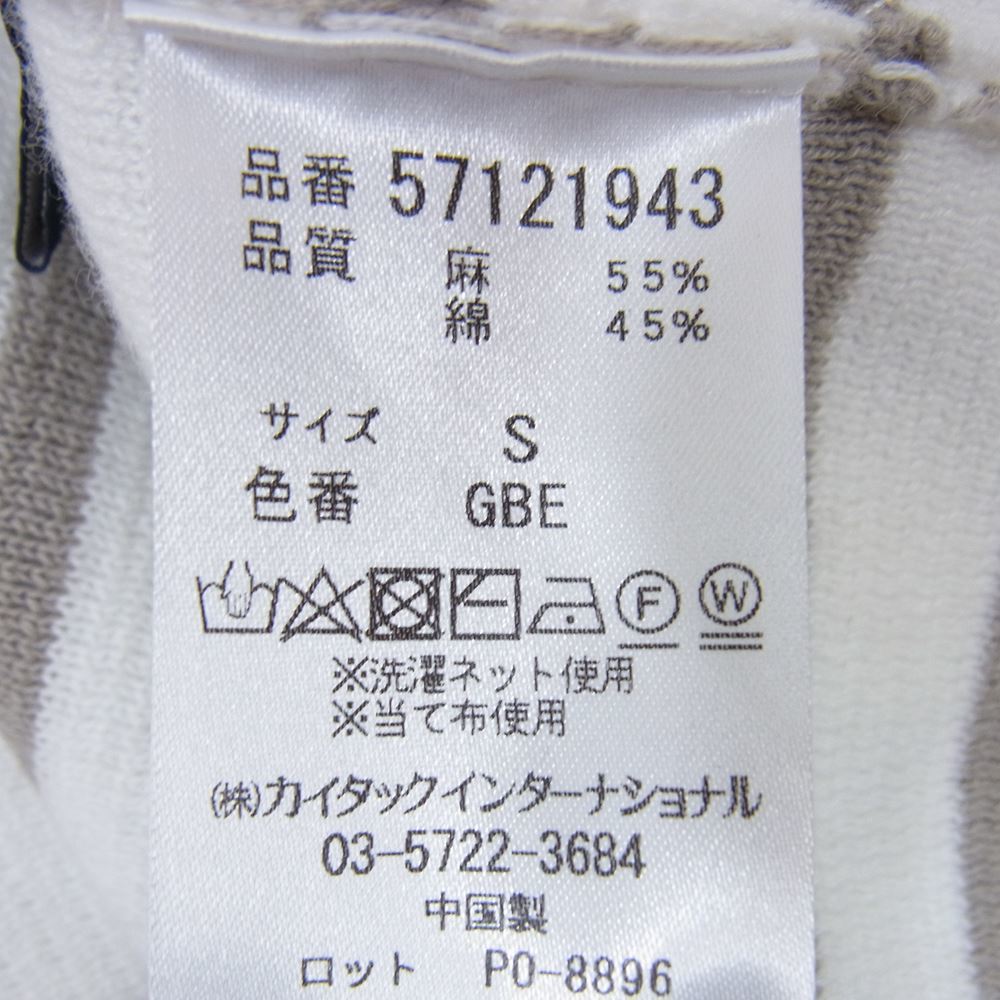 品番 57121943
品質 麻 55%
綿 45%
サイズ S
色番 GBE
F W
※洗濯ネット使用
※当て布使用
㈱カイタックインターナショナル
03-5722-3684
中国製
ロット PO-8896